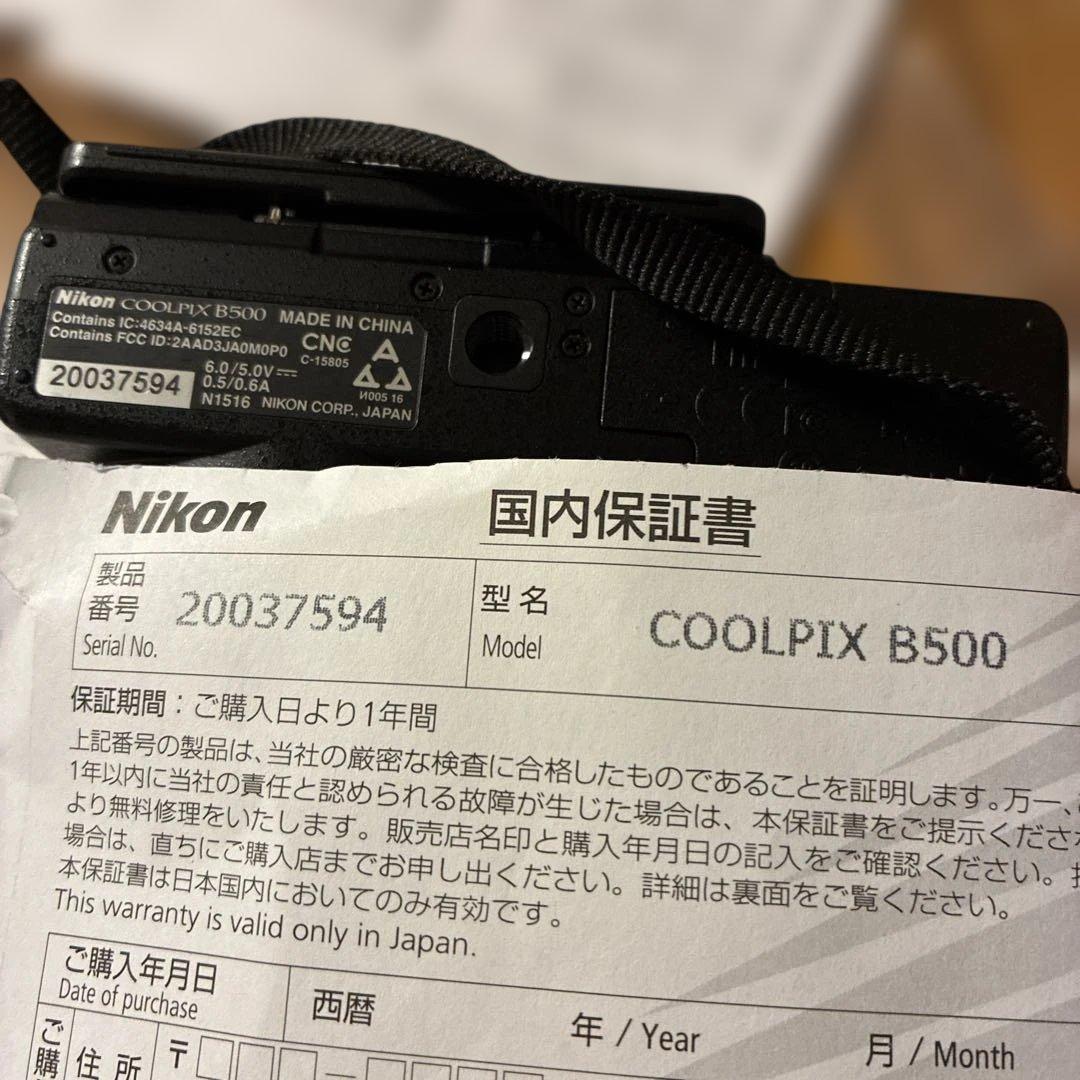 Nikon COOLPIX B500 MADE IN CHINA
Contains IC:4634A-6152EC
Contains FCC ID:2AAD3JA0M0P0
CNC
C-15805
20037594
6.0/5.0V
0.5/0.6A
И005 16
N1516 NIKON CORP., JAPAN
Nikon 国内保証書
製品番号 Serial No. 20037594
型名 Model COOLPIX B500
保証期間：ご購入日より1年間
上記番号の製品は、当社の厳密な検査に合格したものであることを証明します。万一、
1年以内に当社の責任と認められる故障が生じた場合は、本保証書をご提示くださ
より無料修理をいたします。販売店名印と購入年月日の記入をご確認ください。
場合は、直ちにご購入店までお申し出ください。詳細は裏面をご覧ください。
本保証書は日本国内においてのみ有効です。
This warranty is valid only in Japan.
ご購入年月日
Date of purchase
西暦 年 / Year 月 / Month
ご購
住所 〒